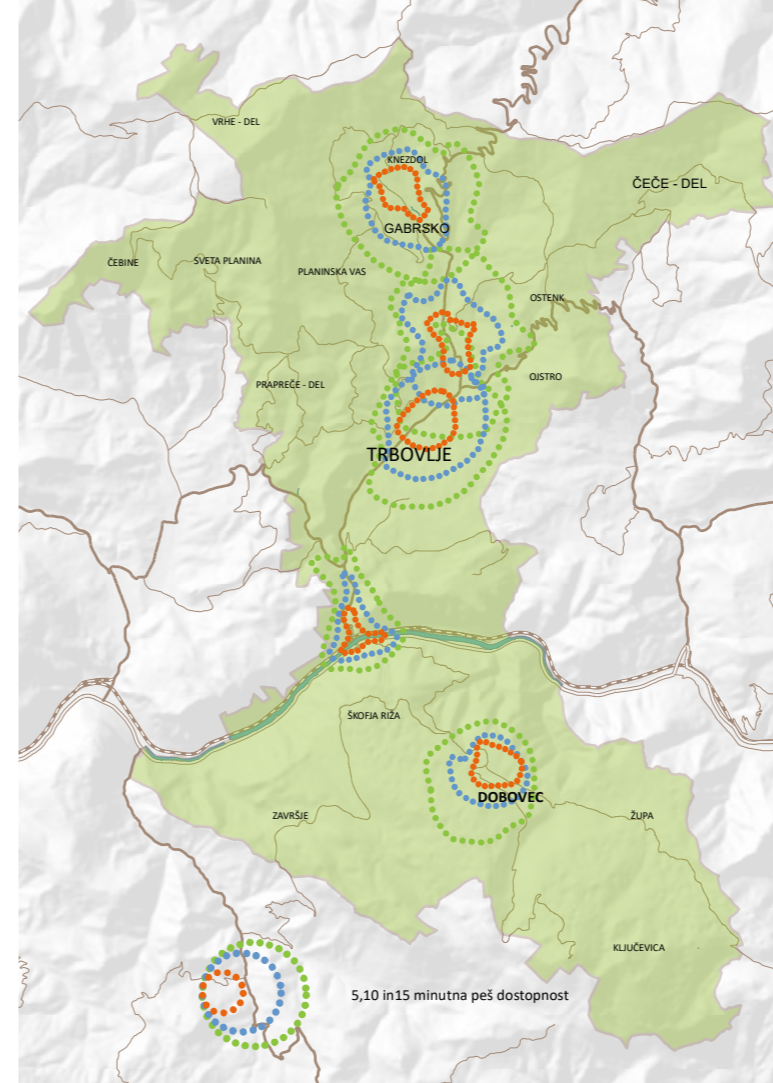 VRHE - DEL
KNEZDOL
ČEČE - DEL
GABRSKO
ČEBINE
SVETA PLANINA
PLANINSKA VAS
OSTENK
PRAPREČE - DEL
OJSTRO
TRBOVLJE
ŠKOFJA RIŽA
DOBOVEC
ZAVRŠJE
ŽUPA
KLJUČEVICA
5,10 in15 minutna peš dostopnost